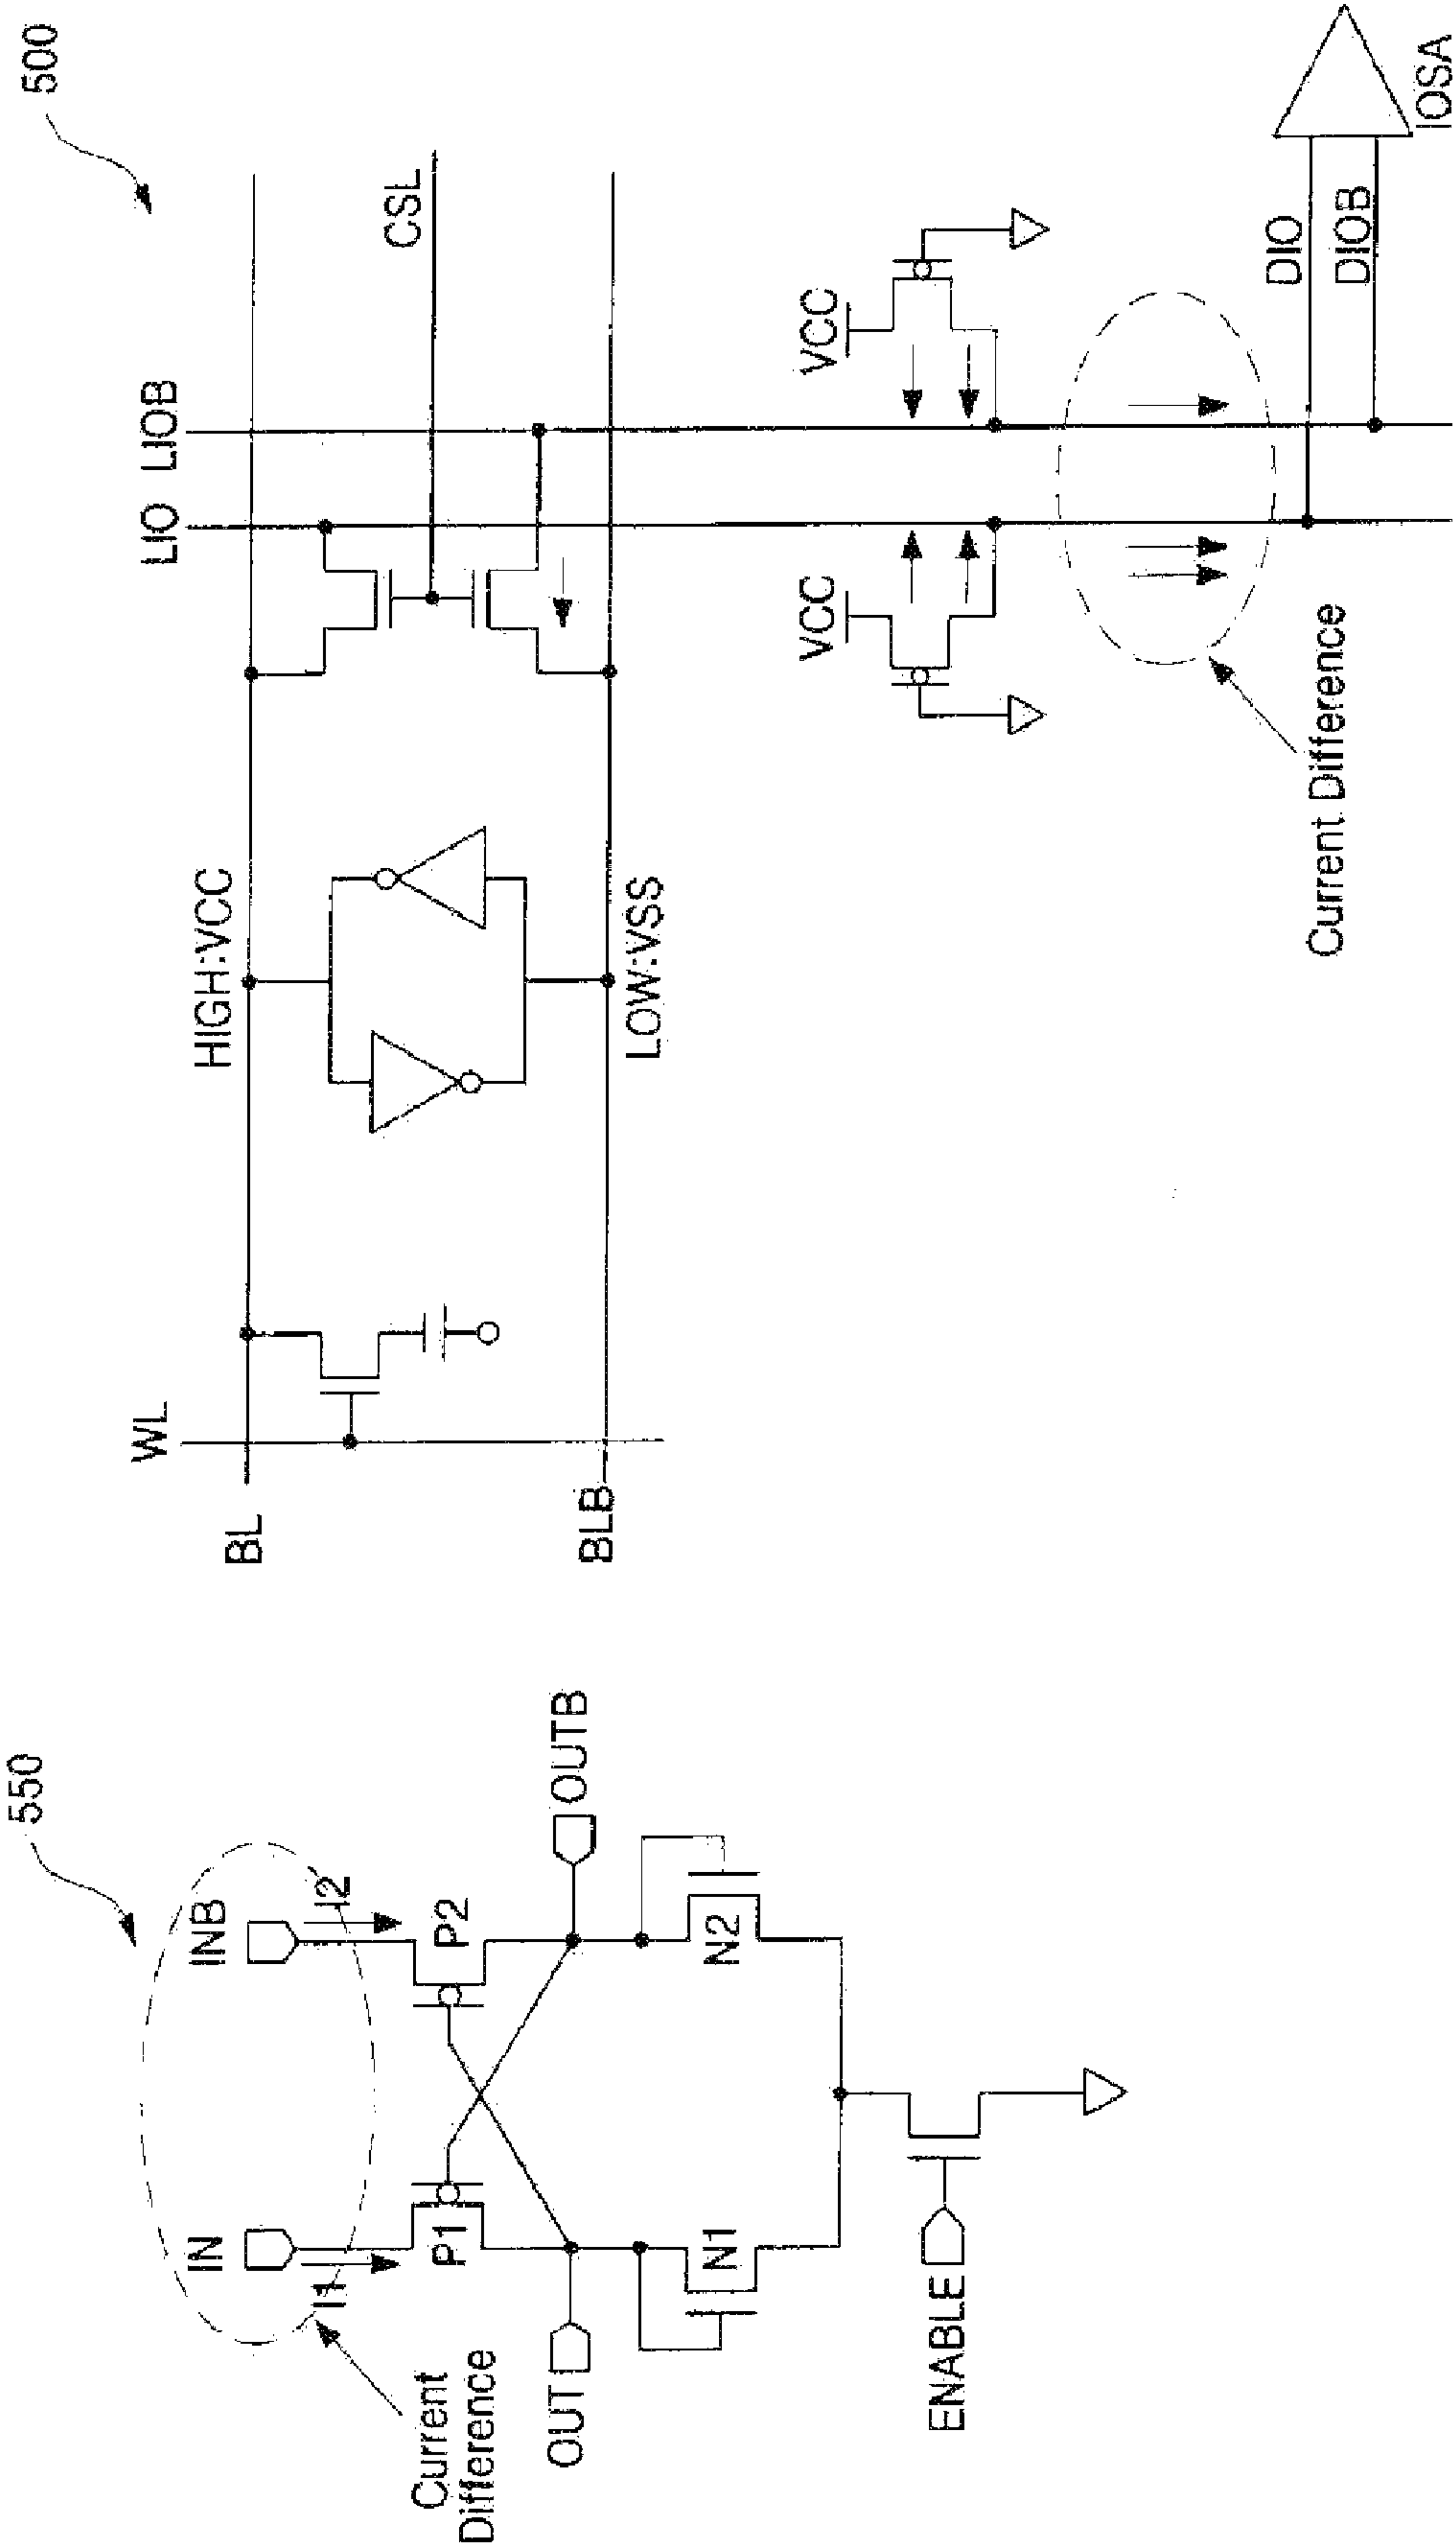 550
Current
Difference
IN
INB
I1
I2
P1
P2
OUT
OUTB
N1
N2
ENABLE
500
WL
BL
BLB
HIGH:VCC
LOW:VSS
LIO
LIOB
CSL
VCC
VCC
Current Difference
DIO
DIOB
IOSA